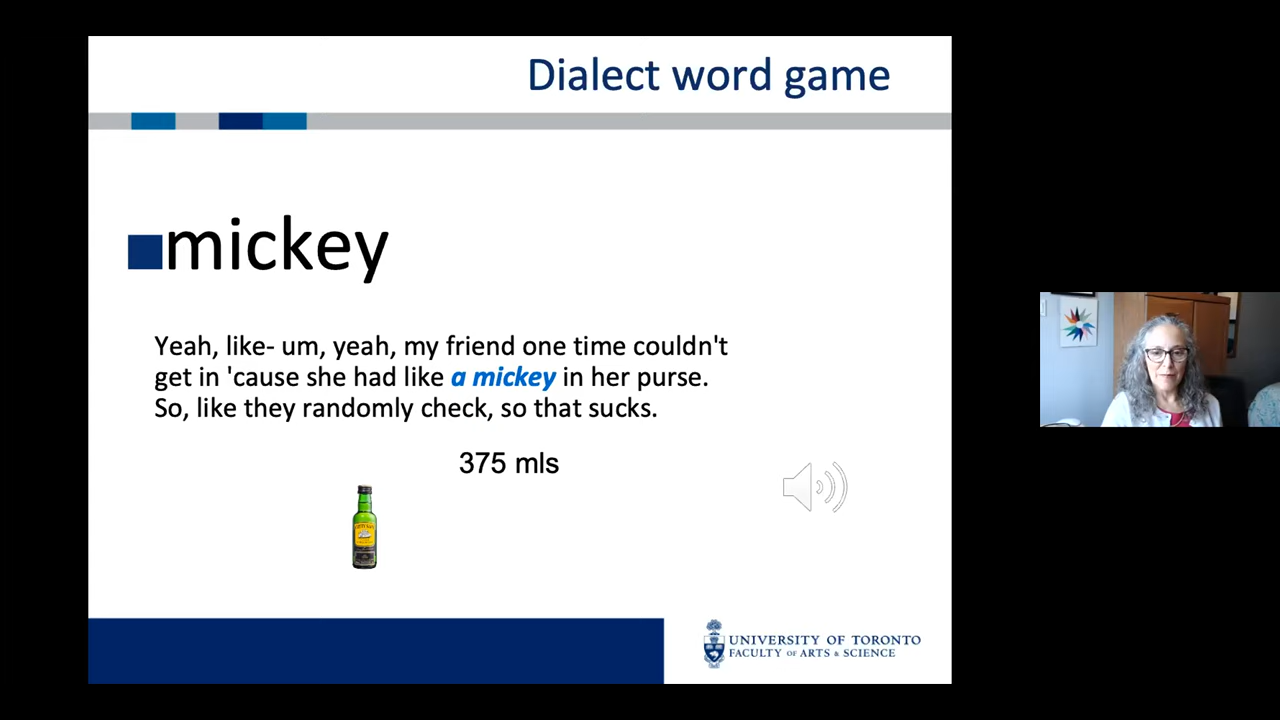 Dialect word game
mickey
Yeah, like- um, yeah, my friend one time couldn't
get in 'cause she had like a mickey in her purse.
So, like they randomly check, so that sucks.
375 mls
UNIVERSITY OF TORONTO
FACULTY OF ARTS & SCIENCE